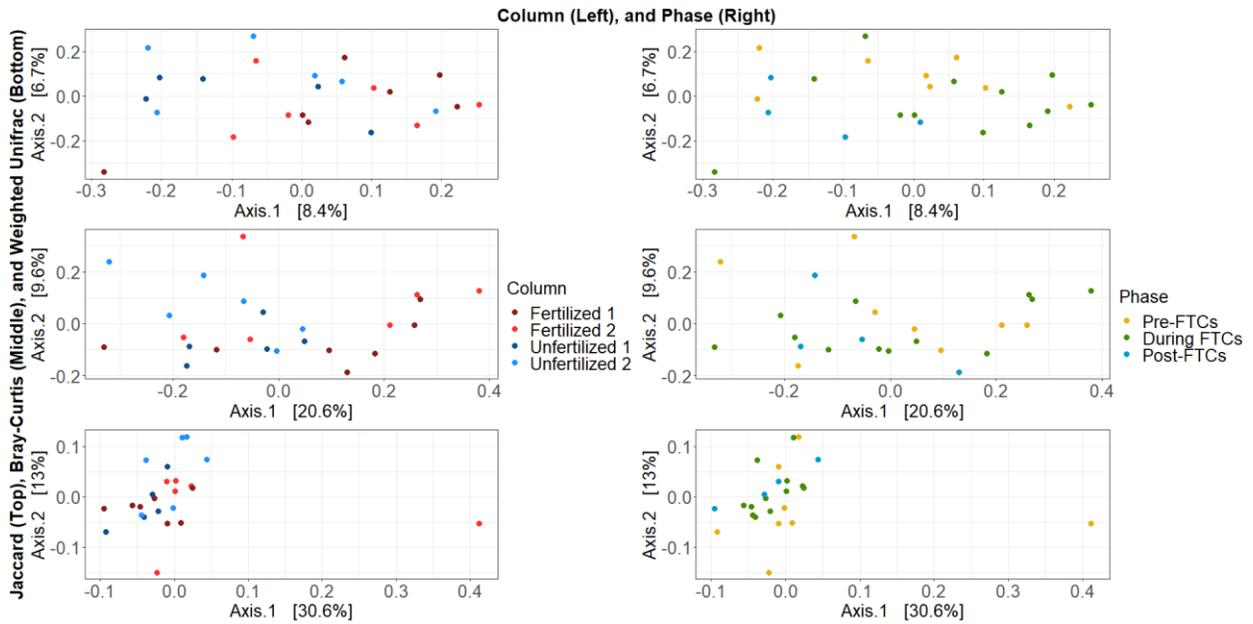 Column (Left), and Phase (Right)
Jaccard (Top), Bray-Curtis (Middle), and Weighted Unifrac (Bottom)
Axis.2 [6.7%]
0.2
0.0
-0.2
-0.3 -0.2 -0.1 0.0 0.1 0.2
Axis.1 [8.4%]
Axis.2 [6.7%]
0.2
0.0
-0.2
-0.3 -0.2 -0.1 0.0 0.1 0.2
Axis.1 [8.4%]
Axis.2 [9.6%]
0.2
0.0
-0.2
-0.2 0.0 0.2 0.4
Axis.1 [20.6%]
Column
Fertilized 1
Fertilized 2
Unfertilized 1
Unfertilized 2
Axis.2 [9.6%]
0.2
0.0
-0.2
-0.2 0.0 0.2 0.4
Axis.1 [20.6%]
Phase
Pre-FTCs
During FTCs
Post-FTCs
Axis.2 [13%]
0.1
0.0
-0.1
-0.1 0.0 0.1 0.2 0.3 0.4
Axis.1 [30.6%]
Axis.2 [13%]
0.1
0.0
-0.1
-0.1 0.0 0.1 0.2 0.3 0.4
Axis.1 [30.6%]